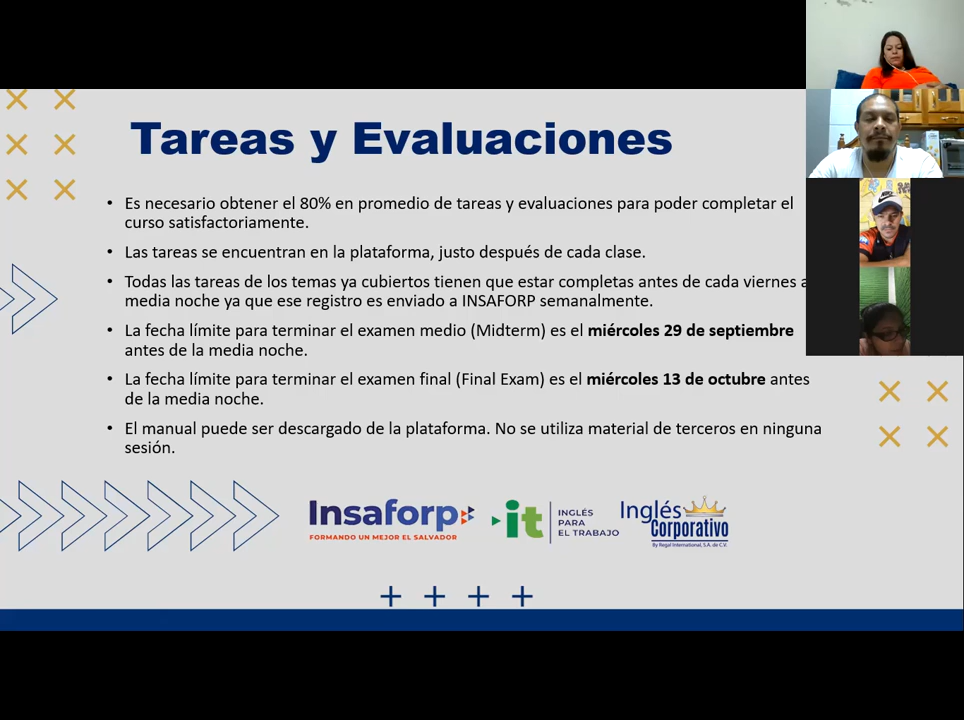 Tareas y Evaluaciones
• Es necesario obtener el 80% en promedio de tareas y evaluaciones para poder completar el
curso satisfactoriamente.
• Las tareas se encuentran en la plataforma, justo después de cada clase.
• Todas las tareas de los temas ya cubiertos tienen que estar completas antes de cada viernes a
media noche ya que ese registro es enviado a INSAFORP semanalmente.
• La fecha límite para terminar el examen medio (Midterm) es el miércoles 29 de septiembre
antes de la media noche.
• La fecha límite para terminar el examen final (Final Exam) es el miércoles 13 de octubre antes
de la media noche.
• El manual puede ser descargado de la plataforma. No se utiliza material de terceros en ninguna
sesión.
Insaforp
FORMANDO UN MEJOR EL SALVADOR
it
INGLÉS
PARA
EL TRABAJO
Inglés
Corporativo
By Regal International, S.A. de C.V.